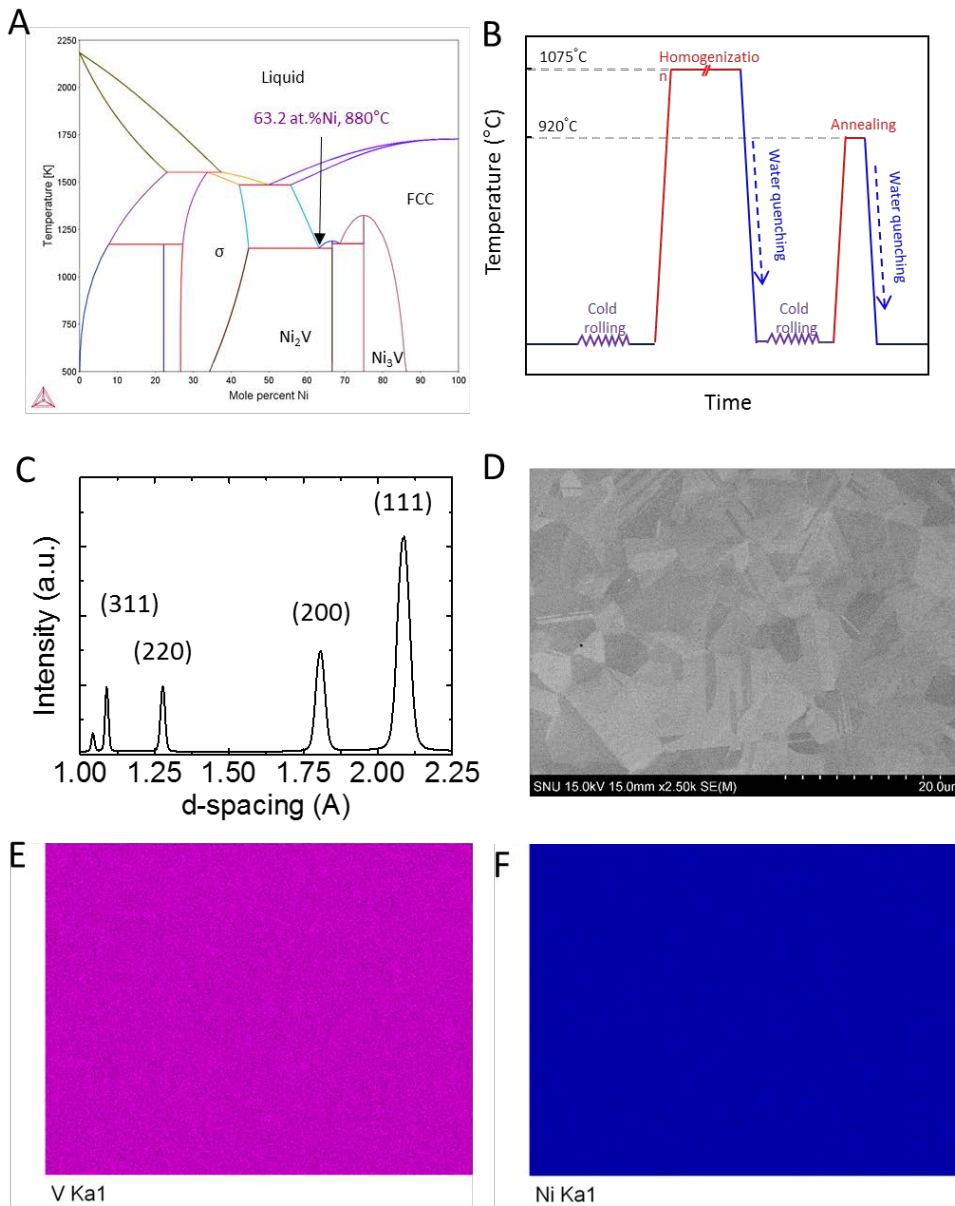 A
2250
2000
1750
1500
1250
1000
750
500
Temperature [K]
Liquid
63.2 at.%Ni, 880°C
FCC
σ
Ni₂V
Ni₃V
0 10 20 30 40 50 60 70 80 90 100
Mole percent Ni
B
Temperature (°C)
1075°C
920°C
Homogenizatio
n
Annealing
Water quenching
Water quenching
Cold
rolling
Cold
rolling
Time
C
Intensity (a.u.)
(311)
(220)
(200)
(111)
1.00 1.25 1.50 1.75 2.00 2.25
d-spacing (A)
D
SNU 15.0kV 15.0mm x2.50k SE(M)
20.0um
E
V Ka1
F
Ni Ka1